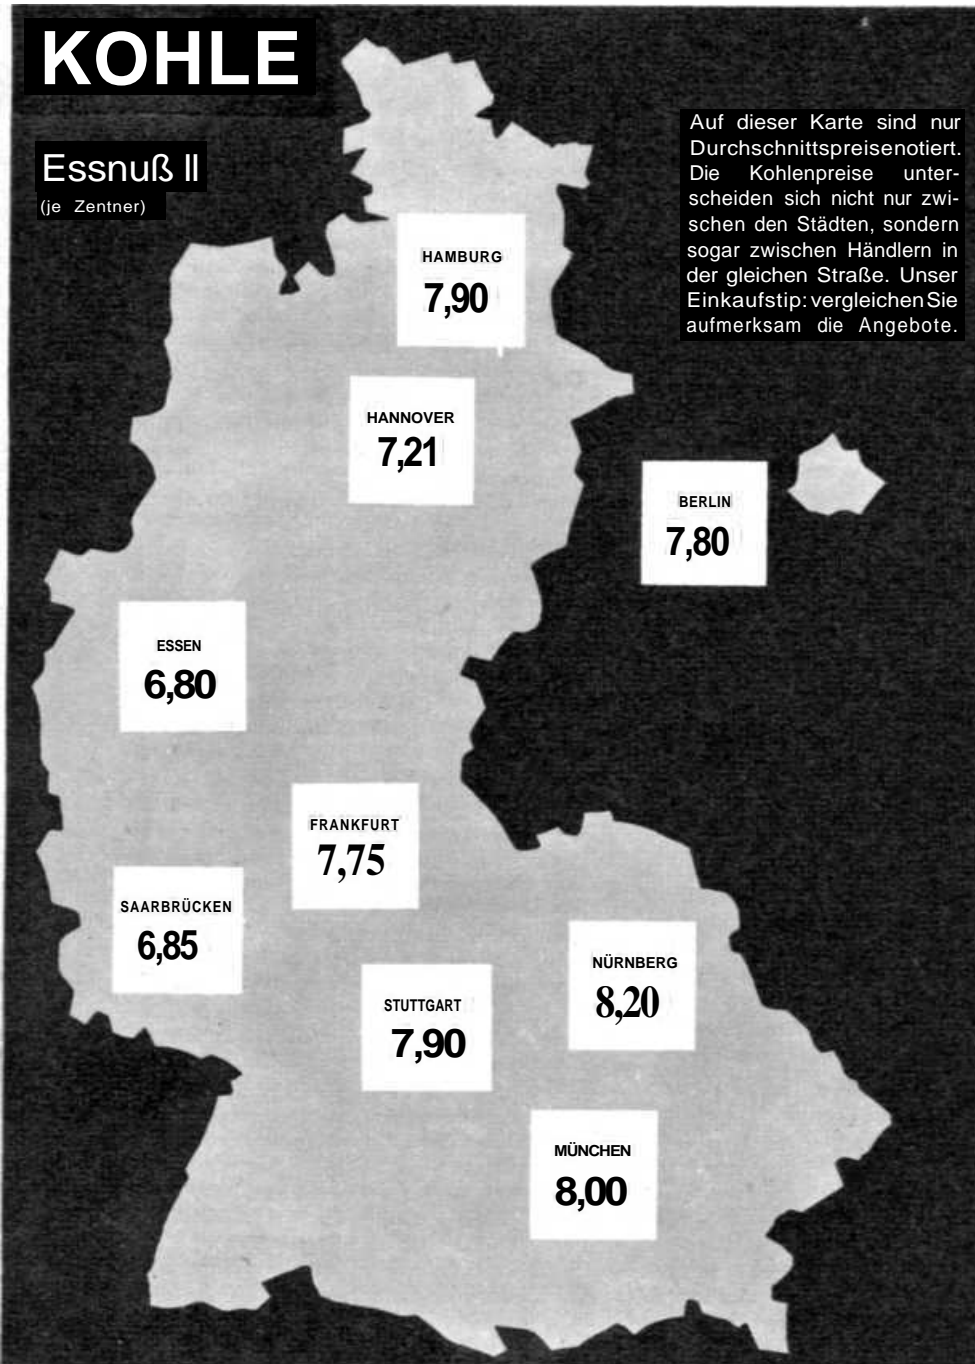 KOHLE
Essnuß II
(je Zentner)
Auf dieser Karte sind nur
Durchschnittspreisenotiert.
Die Kohlenpreise unter-
scheiden sich nicht nur zwi-
schen den Städten, sondern
sogar zwischen Händlern in
der gleichen Straße. Unser
Einkaufstip: vergleichen Sie
aufmerksam die Angebote.
HAMBURG
7,90
HANNOVER
7,21
BERLIN
7,80
ESSEN
6,80
FRANKFURT
7,75
SAARBRÜCKEN
6,85
NÜRNBERG
8,20
STUTTGART
7,90
MÜNCHEN
8,00